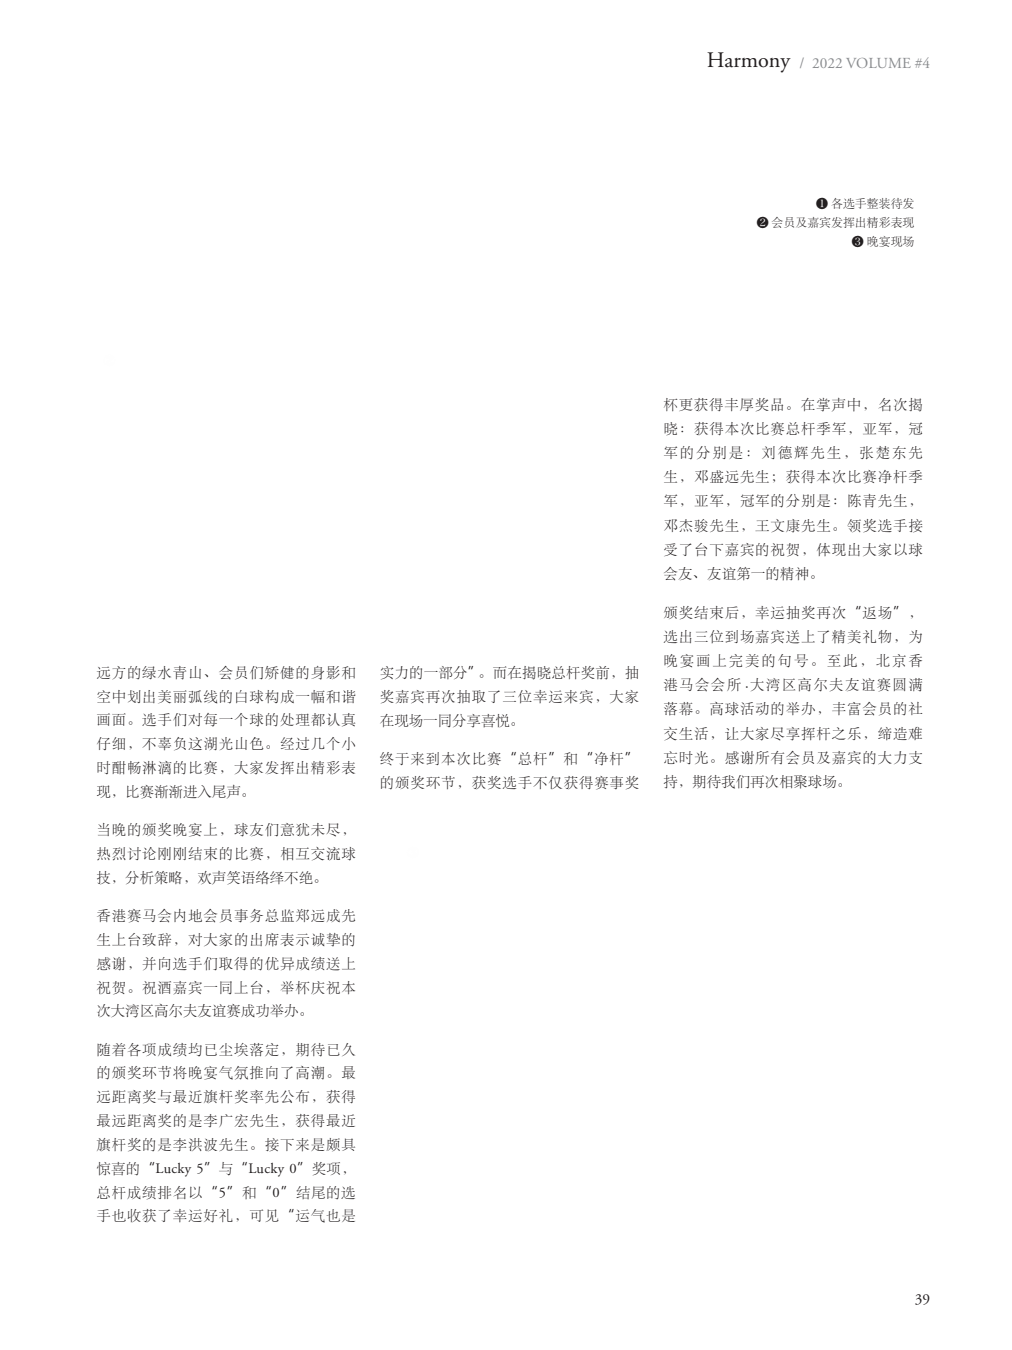 Harmony / 2022 VOLUME #4
❶ 各选手整装待发
❷ 会员及嘉宾发挥出精彩表现
❸ 晚宴现场
远方的绿水青山、会员们矫健的身影和
空中划出美丽弧线的白球构成一幅和谐
画面。选手们对每一个球的处理都认真
仔细，不辜负这湖光山色。经过几个小
时酣畅淋漓的比赛，大家发挥出精彩表
现，比赛渐渐进入尾声。
当晚的颁奖晚宴上，球友们意犹未尽，
热烈讨论刚刚结束的比赛，相互交流球
技，分析策略，欢声笑语络绎不绝。
香港赛马会内地会员事务总监郑远成先
生上台致辞，对大家的出席表示诚挚的
感谢，并向选手们取得的优异成绩送上
祝贺。祝酒嘉宾一同上台，举杯庆祝本
次大湾区高尔夫友谊赛成功举办。
随着各项成绩均已尘埃落定，期待已久
的颁奖环节将晚宴气氛推向了高潮。最
远距离奖与最近旗杆奖率先公布，获得
最远距离奖的是李广宏先生，获得最近
旗杆奖的是李洪波先生。接下来是颇具
惊喜的“Lucky 5”与“Lucky 0”奖项，
总杆成绩排名以“5”和“0”结尾的选
手也收获了幸运好礼，可见“运气也是
实力的一部分”。而在揭晓总杆奖前，抽
奖嘉宾再次抽取了三位幸运来宾，大家
在现场一同分享喜悦。
终于来到本次比赛“总杆”和“净杆”
的颁奖环节，获奖选手不仅获得赛事奖
杯更获得丰厚奖品。在掌声中，名次揭
晓：获得本次比赛总杆季军，亚军，冠
军的分别是：刘德辉先生，张楚东先
生，邓盛远先生；获得本次比赛净杆季
军，亚军，冠军的分别是：陈青先生，
邓杰骏先生，王文康先生。领奖选手接
受了台下嘉宾的祝贺，体现出大家以球
会友、友谊第一的精神。
颁奖结束后，幸运抽奖再次“返场”，
选出三位到场嘉宾送上了精美礼物，为
晚宴画上完美的句号。至此，北京香
港马会会所·大湾区高尔夫友谊赛圆满
落幕。高球活动的举办，丰富会员的社
交生活，让大家尽享挥杆之乐，缔造难
忘时光。感谢所有会员及嘉宾的大力支
持，期待我们再次相聚球场。
39